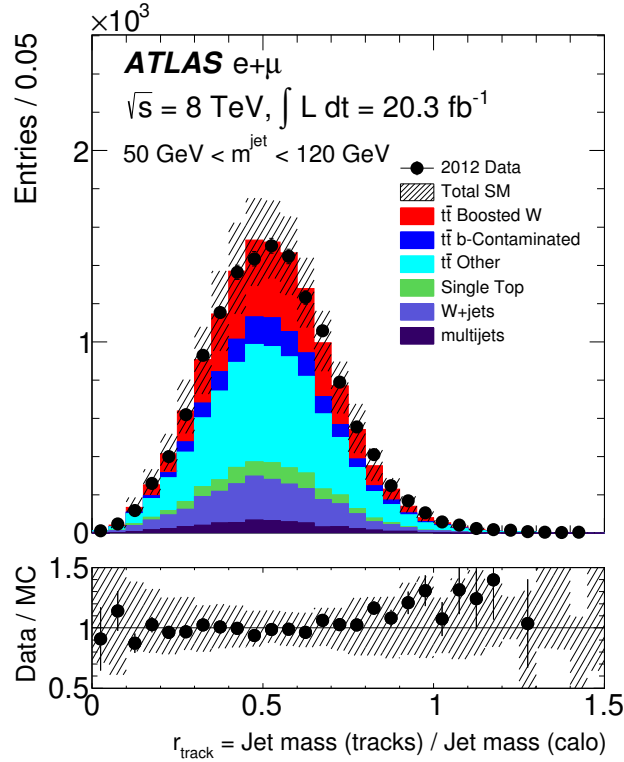 ×10³
Entries / 0.05
ATLAS e+μ
√s = 8 TeV, ∫ L dt = 20.3 fb⁻¹
50 GeV < m^jet < 120 GeV
2012 Data
Total SM
tt̄ Boosted W
tt̄ b-Contaminated
tt̄ Other
Single Top
W+jets
multijets
2
1
0
Data / MC
1.5
1
0.5
0 0.5 1 1.5
r_track = Jet mass (tracks) / Jet mass (calo)